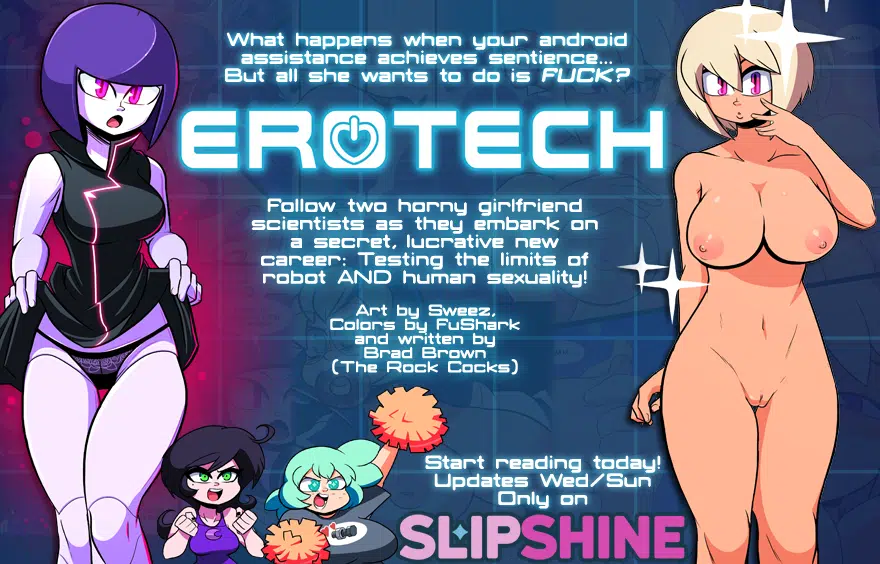 What happens when your android
assistance achieves sentience...
But all she wants to do is FUCK?
EROTECH
Follow two horny girlfriend
scientists as they embark on
a secret, lucrative new
career: Testing the limits of
robot AND human sexuality!
Art by Sweez,
Colors by FuShark
and written by
Brad Brown
(The Rock Cocks)
Start reading today!
Updates Wed/Sun
Only on
SLIPSHINE